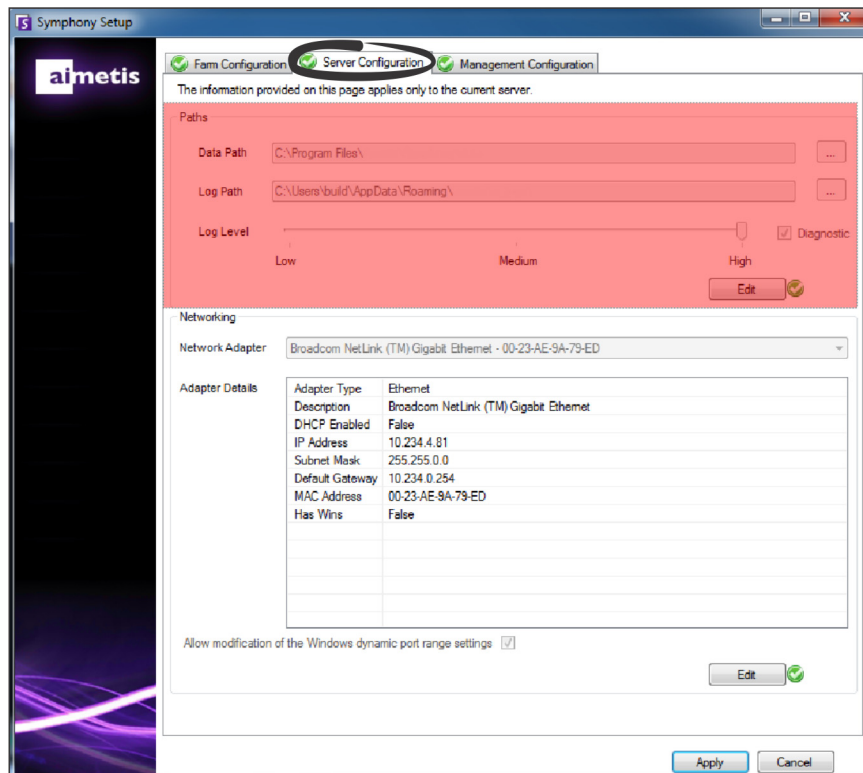 Symphony Setup
aimetis
Farm Configuration Server Configuration Management Configuration
The information provided on this page applies only to the current server.
Paths
Data Path C:\Program Files\ ...
Log Path C:\Users\build\AppData\Roaming\ ...
Log Level Diagnostic
Low Medium High
Edit
Networking
Network Adapter Broadcom NetLink (TM) Gigabit Ethernet - 00-23-AE-9A-79-ED
Adapter Details Adapter Type Ethernet
Description Broadcom NetLink (TM) Gigabit Ethernet
DHCP Enabled False
IP Address 10.234.4.81
Subnet Mask 255.255.0.0
Default Gateway 10.234.0.254
MAC Address 00-23-AE-9A-79-ED
Has Wins False
Allow modification of the Windows dynamic port range settings
Edit
Apply Cancel